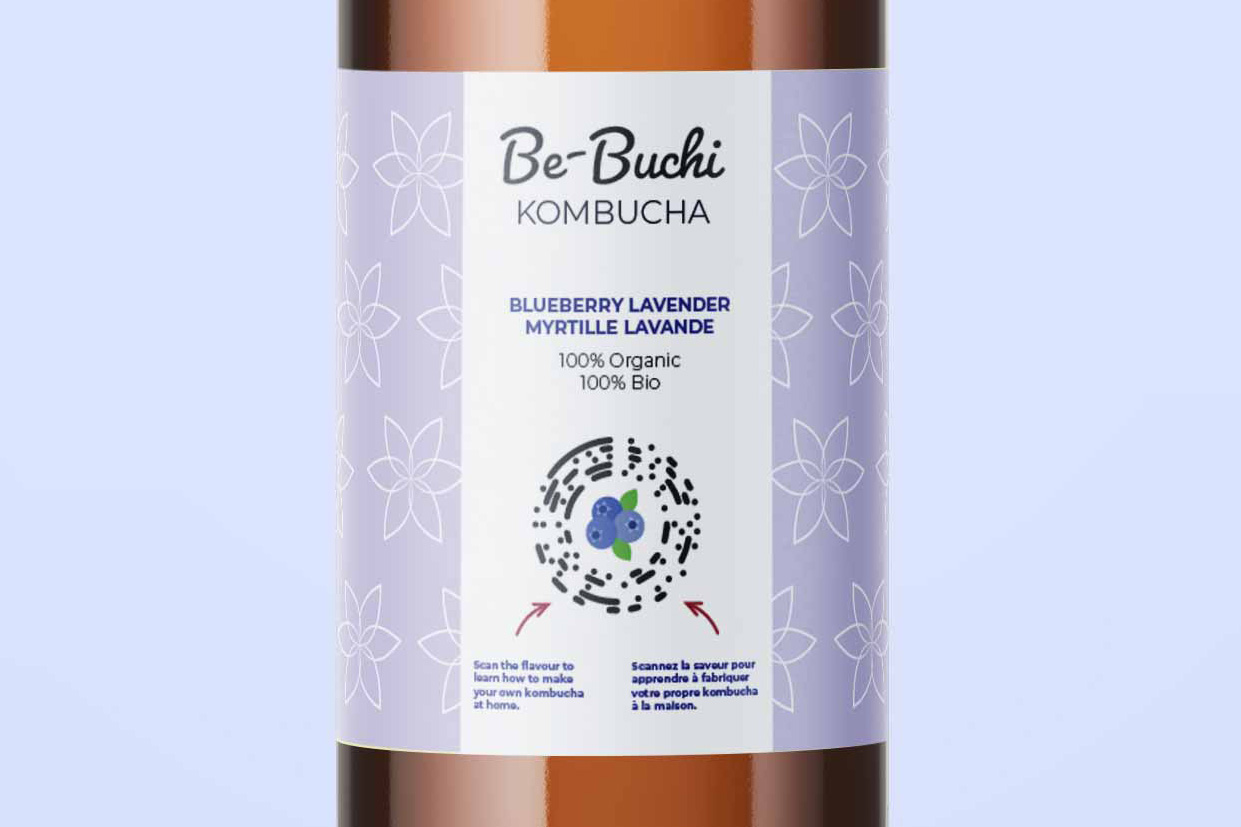 Be-Buchi
KOMBUCHA
BLUEBERRY LAVENDER
MYRTILLE LAVANDE
100% Organic
100% Bio
Scan the flavour to
learn how to make
your own kombucha
at home.
Scannez la saveur pour
apprendre à fabriquer
votre propre kombucha
à la maison.